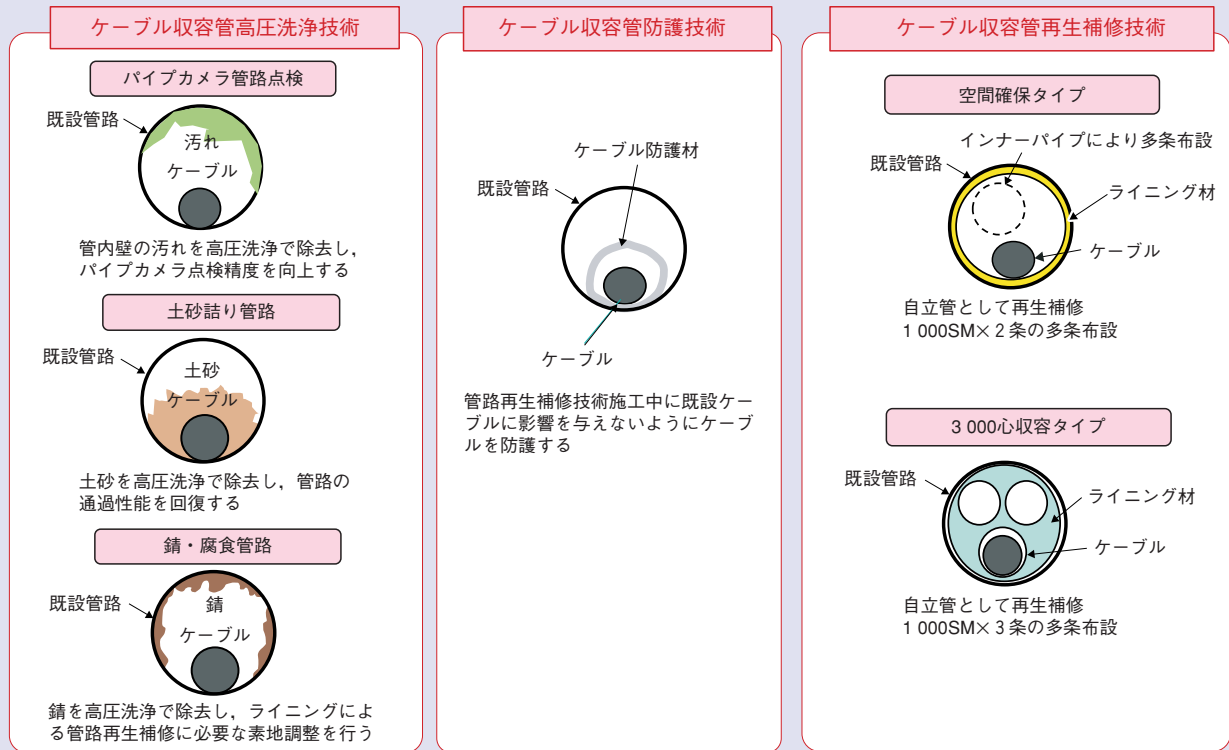 ケーブル収容管高圧洗浄技術
パイプカメラ管路点検
既設管路
汚れ
ケーブル
管内壁の汚れを高圧洗浄で除去し，
パイプカメラ点検精度を向上する
土砂詰り管路
既設管路
土砂
ケーブル
土砂を高圧洗浄で除去し，管路の
通過性能を回復する
錆・腐食管路
既設管路
錆
ケーブル
錆を高圧洗浄で除去し，ライニングによ
る管路再生補修に必要な素地調整を行う
ケーブル収容管防護技術
ケーブル防護材
既設管路
ケーブル
管路再生補修技術施工中に既設ケー
ブルに影響を与えないようにケーブ
ルを防護する
ケーブル収容管再生補修技術
空間確保タイプ
インナーパイプにより多条布設
既設管路
ライニング材
ケーブル
自立管として再生補修
1 000SM×2条の多条布設
3 000心収容タイプ
既設管路
ライニング材
ケーブル
自立管として再生補修
1 000SM×3条の多条布設